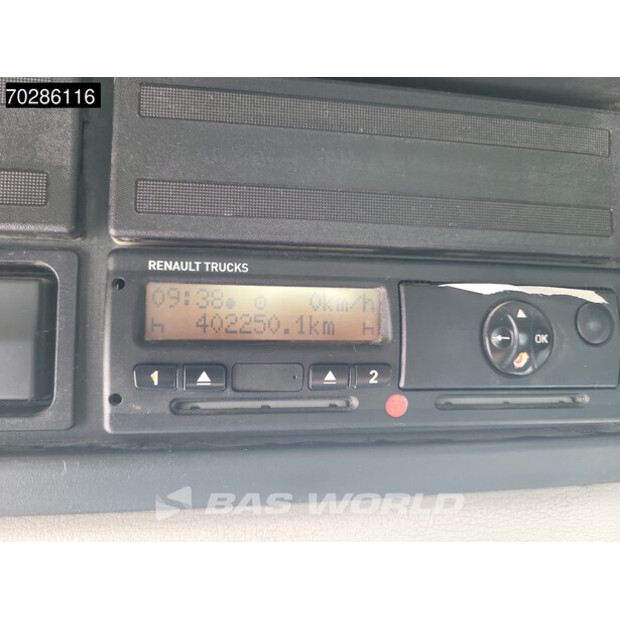 70286116
RENAULT TRUCKS
09:38 0km/h
402250.1km
1 2
OK
BAS WORLD